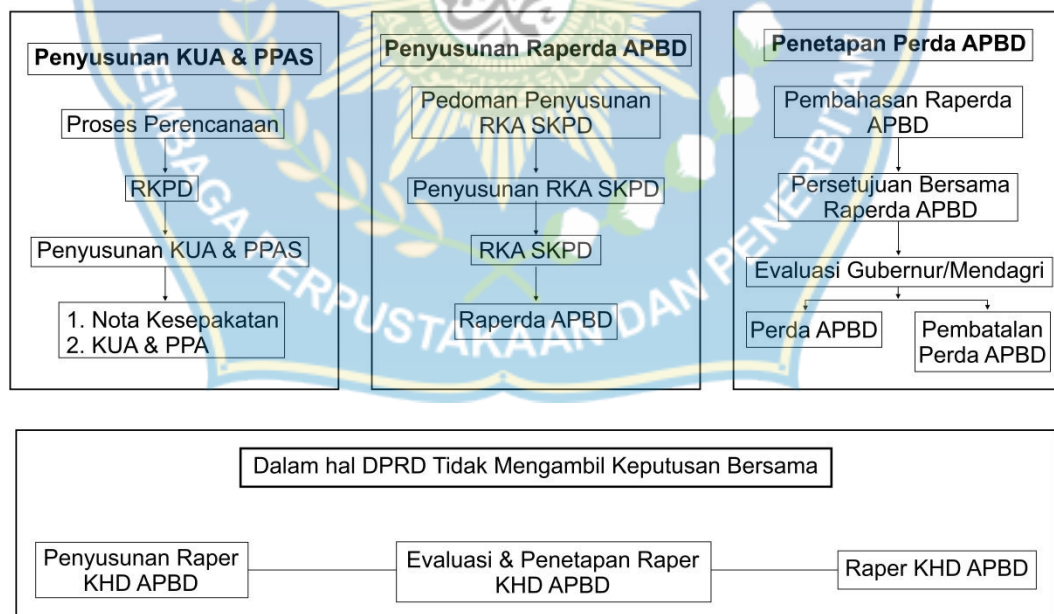 Penyusunan KUA & PPAS
Proses Perencanaan
RKPD
Penyusunan KUA & PPAS
1. Nota Kesepakatan
2. KUA & PPA
Penyusunan Raperda APBD
Pedoman Penyusunan
RKA SKPD
Penyusunan RKA SKPD
RKA SKPD
Raperda APBD
Penetapan Perda APBD
Pembahasan Raperda
APBD
Persetujuan Bersama
Raperda APBD
Evaluasi Gubernur/Mendagri
Perda APBD
Pembatalan
Perda APBD
LEMBAGA PERPUSTAKAAN DAN PENERBITAN
Dalam hal DPRD Tidak Mengambil Keputusan Bersama
Penyusunan Raper
KHD APBD
Evaluasi & Penetapan Raper
KHD APBD
Raper KHD APBD